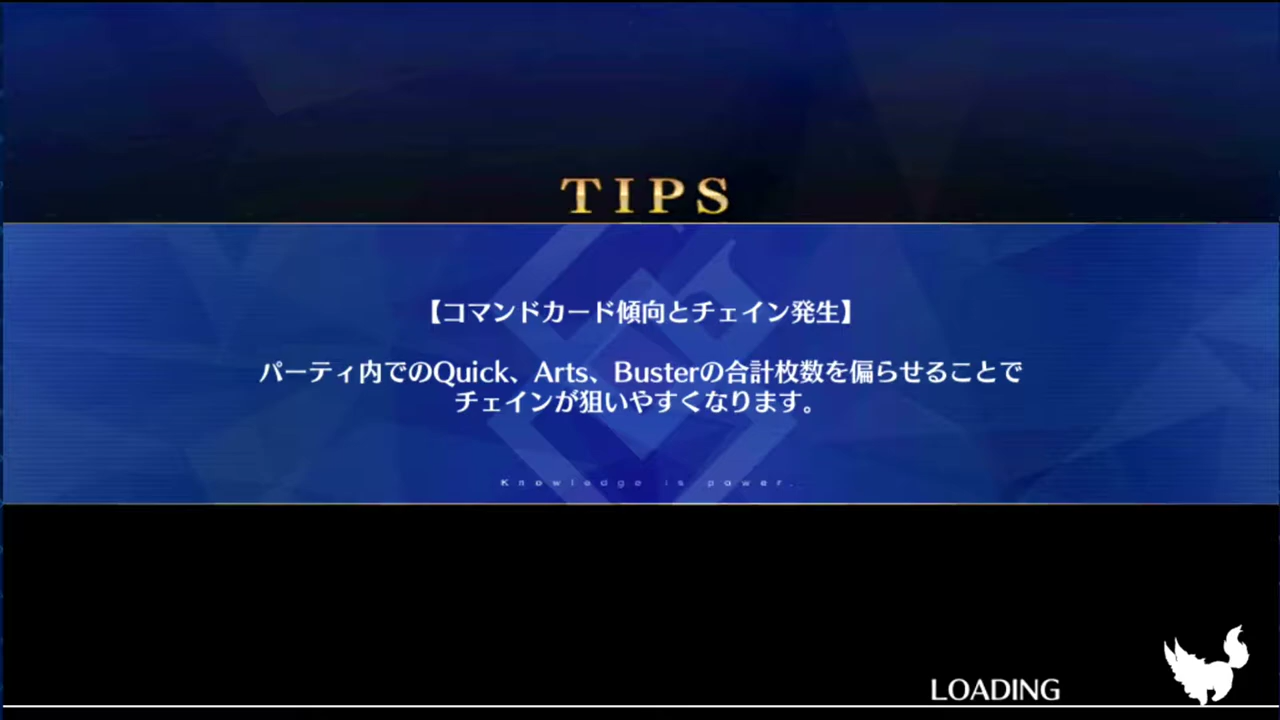 TIPS
【コマンドカード傾向とチェイン発生】
パーティ内でのQuick、Arts、Busterの合計枚数を偏らせることで
チェインが狙いやすくなります。
Knowledge is power.
LOADING